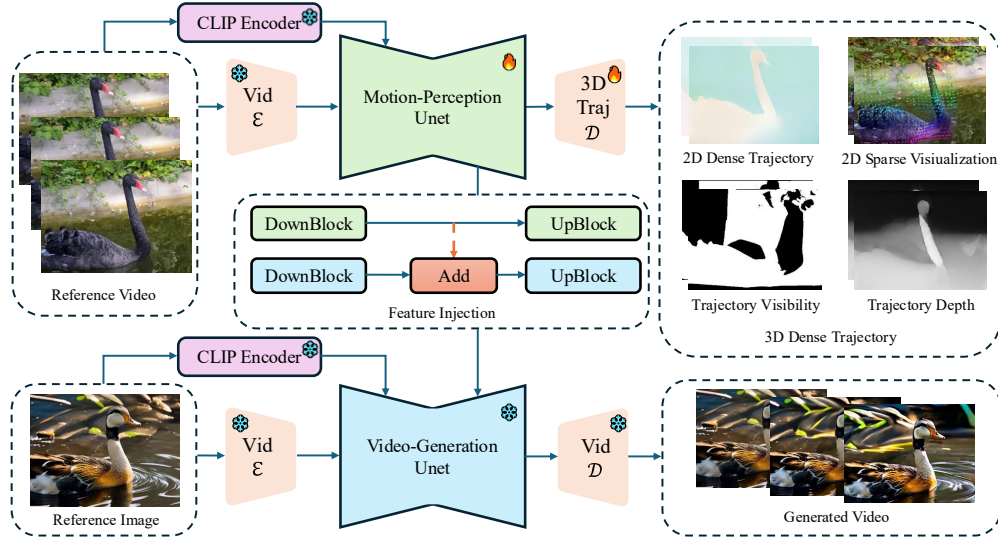 CLIP Encoder
Vid
ℰ
Motion-Perception
Unet
3D
Traj
𝒟
2D Dense Trajectory
2D Sparse Visiualization
Trajectory Visibility
Trajectory Depth
3D Dense Trajectory
Reference Video
DownBlock
UpBlock
DownBlock
Add
UpBlock
Feature Injection
CLIP Encoder
Vid
ℰ
Video-Generation
Unet
Vid
𝒟
Reference Image
Generated Video